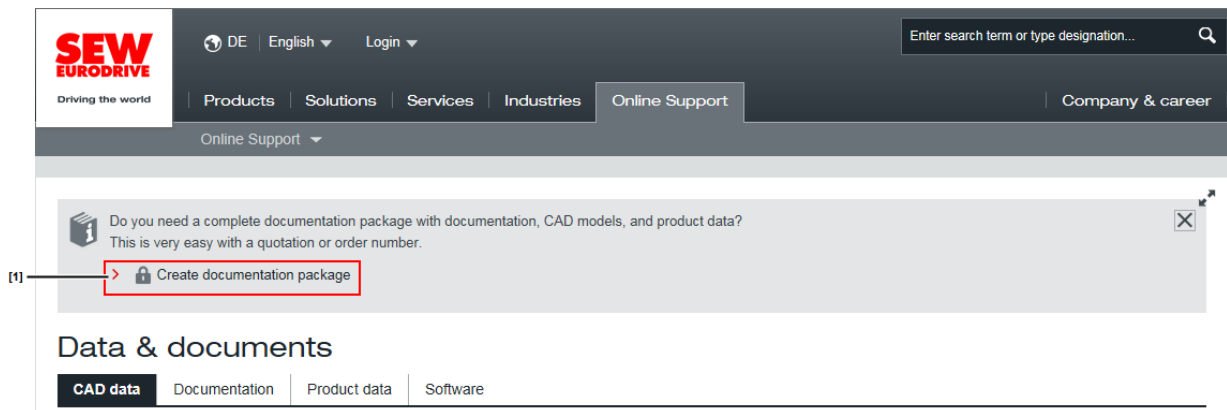 SEW
EURODRIVE
Driving the world
DE English Login
Enter search term or type designation...
Products Solutions Services Industries Online Support Company & career
Online Support
Do you need a complete documentation package with documentation, CAD models, and product data?
This is very easy with a quotation or order number.
[1]
Create documentation package
Data & documents
CAD data Documentation Product data Software